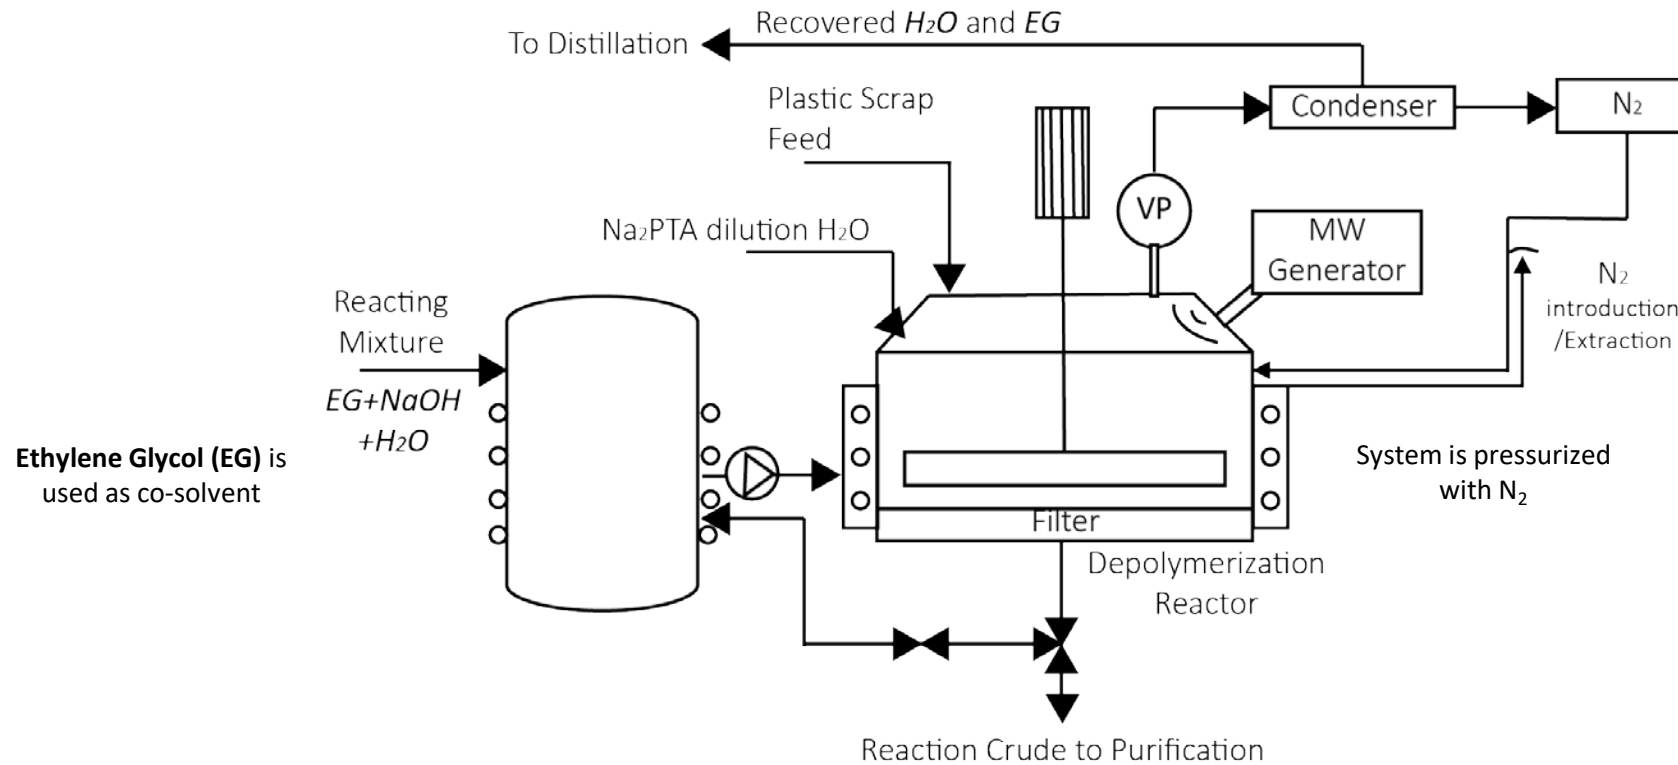 Recovered H₂O and EG
To Distillation
Plastic Scrap
Feed
Condenser
N₂
VP
MW
Generator
Na₂PTA dilution H₂O
N₂
introduction
/Extraction
Reacting
Mixture
EG+NaOH
+H₂O
Ethylene Glycol (EG) is
used as co-solvent
System is pressurized
with N₂
Filter
Depolymerization
Reactor
Reaction Crude to Purification